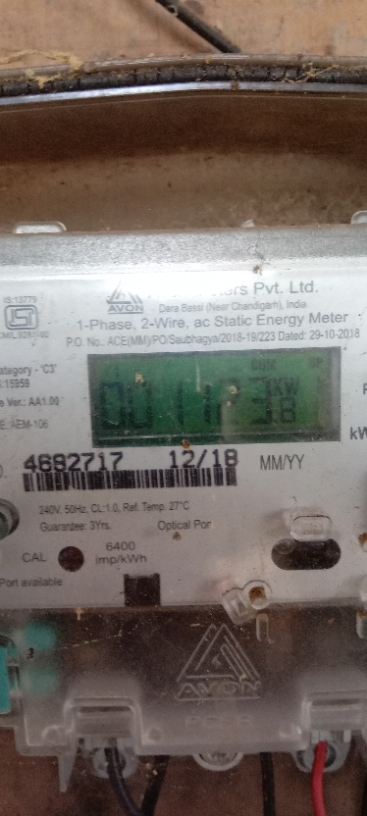 IS:13779
AVON
Pvt. Ltd.
Dera Bassi (Near Chandigarh), India
1-Phase, 2-Wire, ac Static Energy Meter
P.O. No.: ACE(MM)/PO/Saubhagya/2018-19/223 Dated: 29-10-2018
ategory - 'C3'
:15959
e Ver.: AA1.00
E: AEM-106
KW
4692717 12/18 MM/YY
240V, 50Hz, CL:1.0, Ref. Temp. 27°C
Guarantee: 3Yrs. Optical Port
CAL 6400
imp/kWh
Port available
AVON